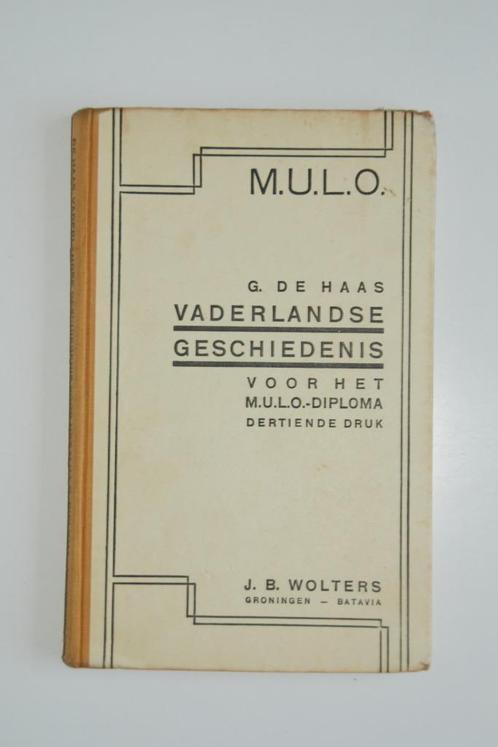 M.U.L.O.
G. DE HAAS
VADERLANDSE
GESCHIEDENIS
VOOR HET
M.U.L.O.-DIPLOMA
DERTIENDE DRUK
J. B. WOLTERS
GRONINGEN — BATAVIA